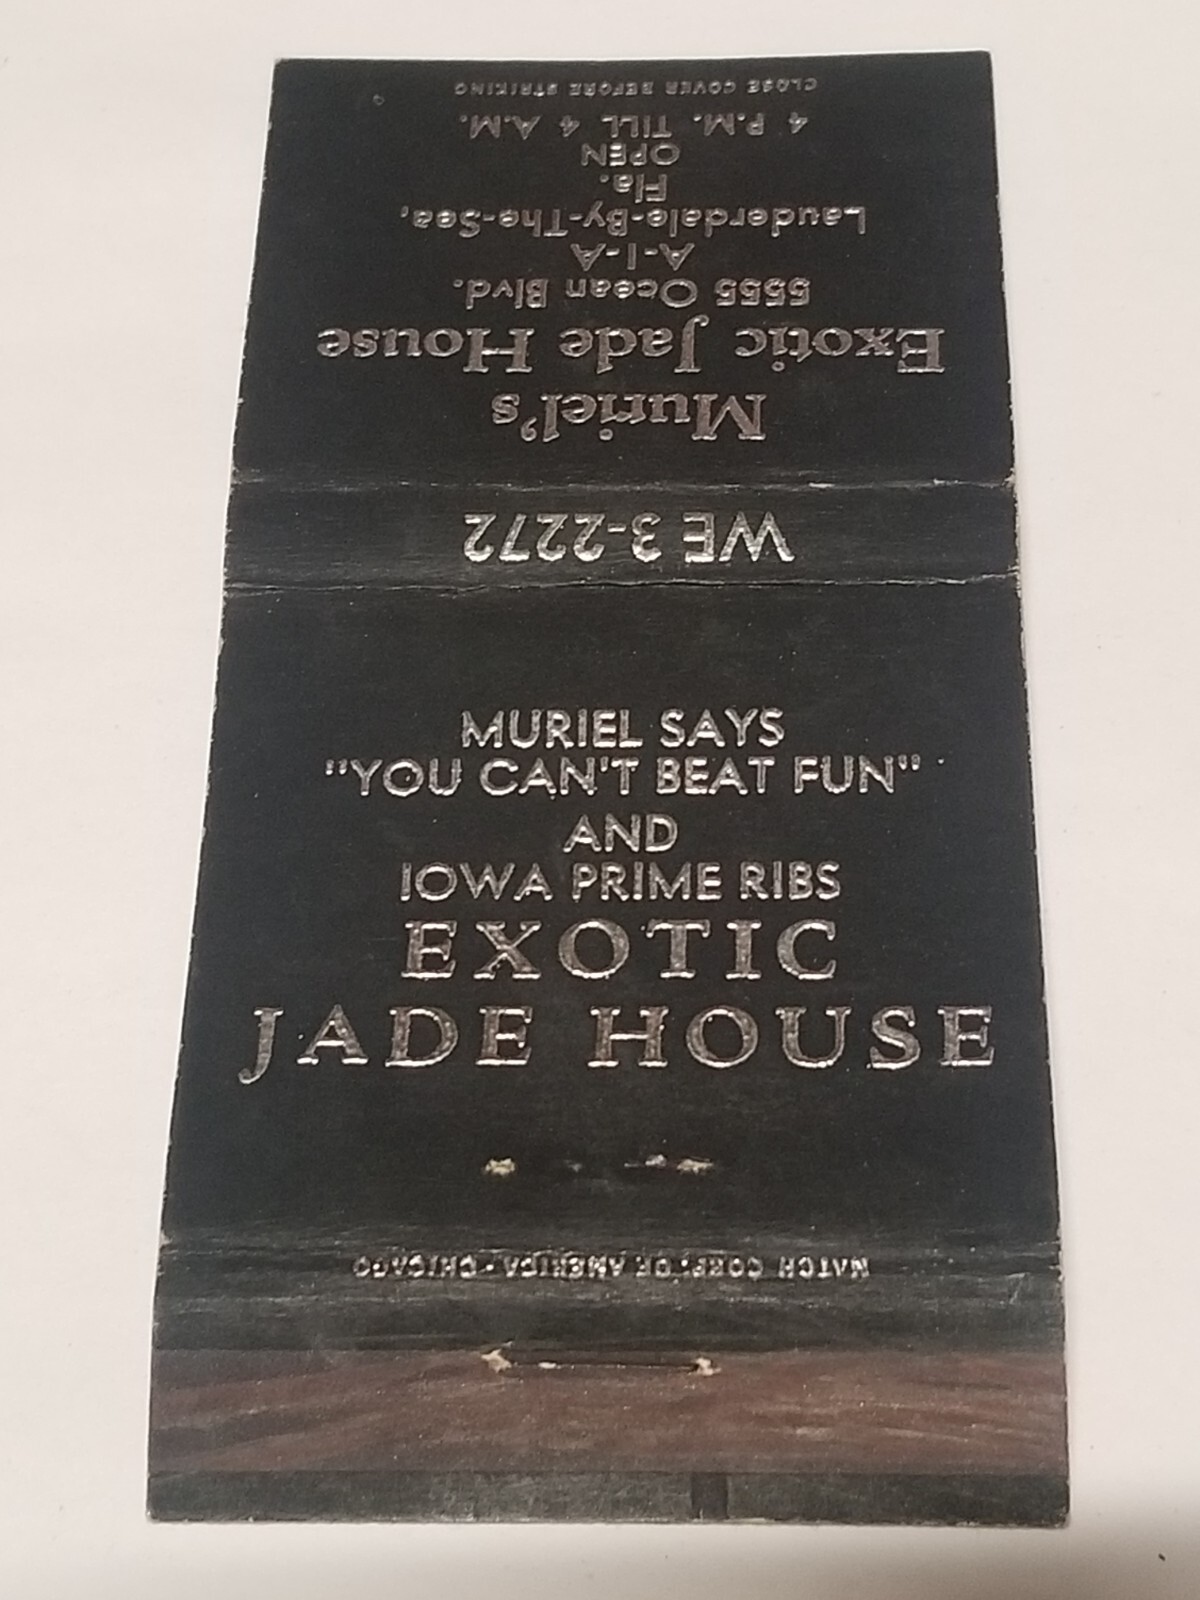 MURIEL SAYS
"YOU CAN'T BEAT FUN"
AND
IOWA PRIME RIBS
EXOTIC
JADE HOUSE
WE 3-2272
Muriel's
Exotic Jade House
5555 Ocean Blvd.
A-1-A
Lauderdale-By-The-Sea,
Fla.
OPEN
4 P.M. TILL 4 A.M.
CLOSE COVER BEFORE STRIKING
MATCH CORP. OF AMERICA • CHICAGO